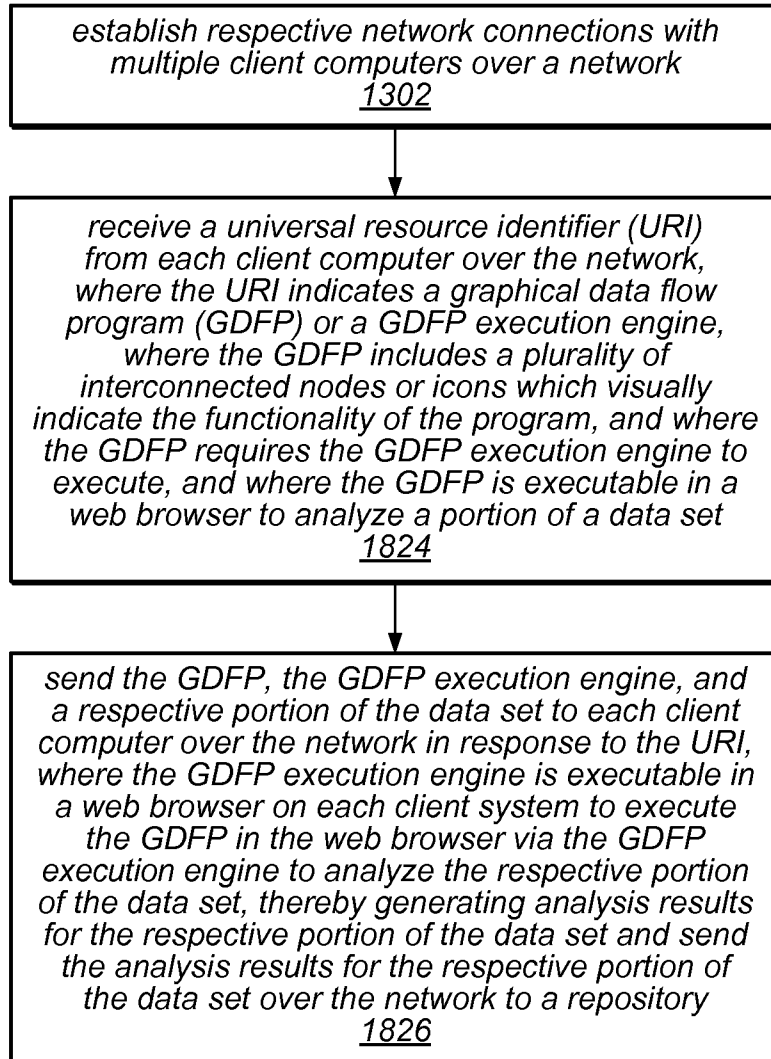 establish respective network connections with
multiple client computers over a network
1302
receive a universal resource identifier (URI)
from each client computer over the network,
where the URI indicates a graphical data flow
program (GDFP) or a GDFP execution engine,
where the GDFP includes a plurality of
interconnected nodes or icons which visually
indicate the functionality of the program, and where
the GDFP requires the GDFP execution engine to
execute, and where the GDFP is executable in a
web browser to analyze a portion of a data set
1824
send the GDFP, the GDFP execution engine, and
a respective portion of the data set to each client
computer over the network in response to the URI,
where the GDFP execution engine is executable in
a web browser on each client system to execute
the GDFP in the web browser via the GDFP
execution engine to analyze the respective portion
of the data set, thereby generating analysis results
for the respective portion of the data set and send
the analysis results for the respective portion of
the data set over the network to a repository
1826